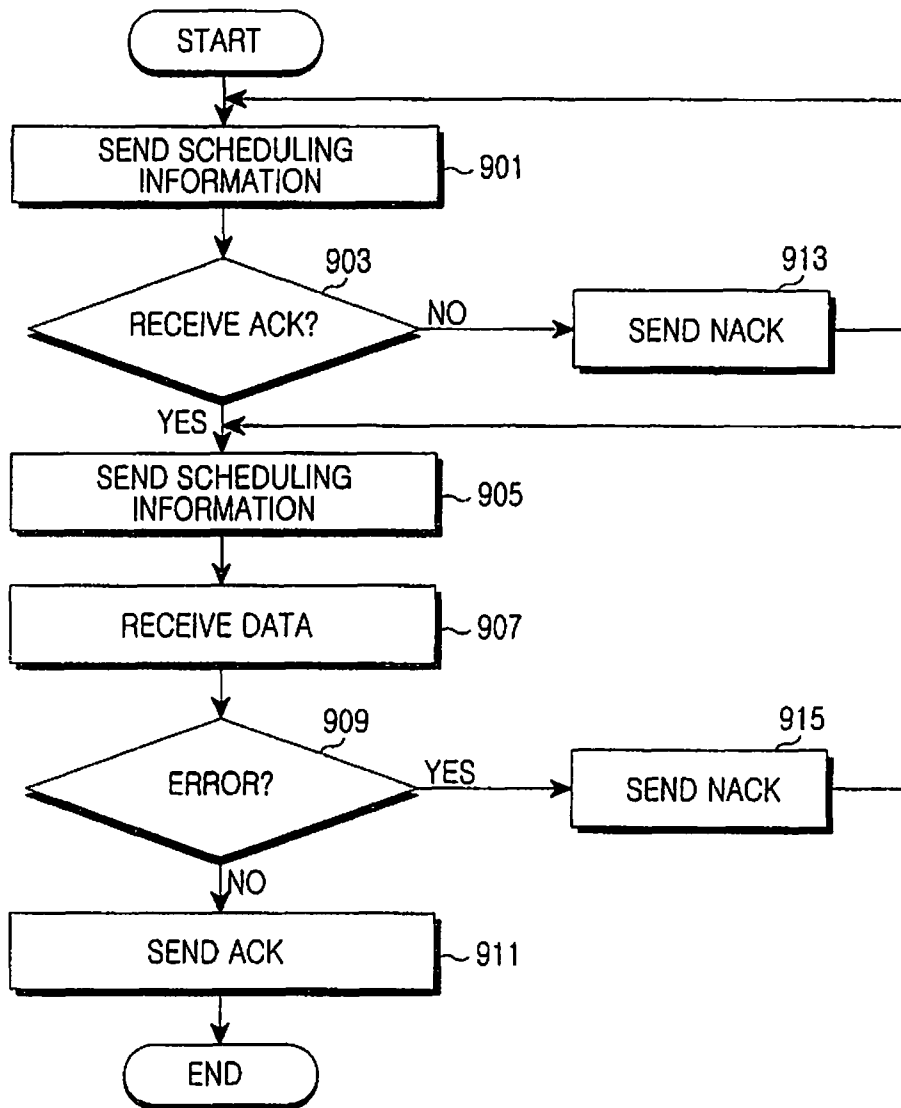 START
SEND SCHEDULING
INFORMATION
901
903
RECEIVE ACK?
NO
913
SEND NACK
YES
SEND SCHEDULING
INFORMATION
905
RECEIVE DATA
907
909
ERROR?
YES
915
SEND NACK
NO
SEND ACK
911
END